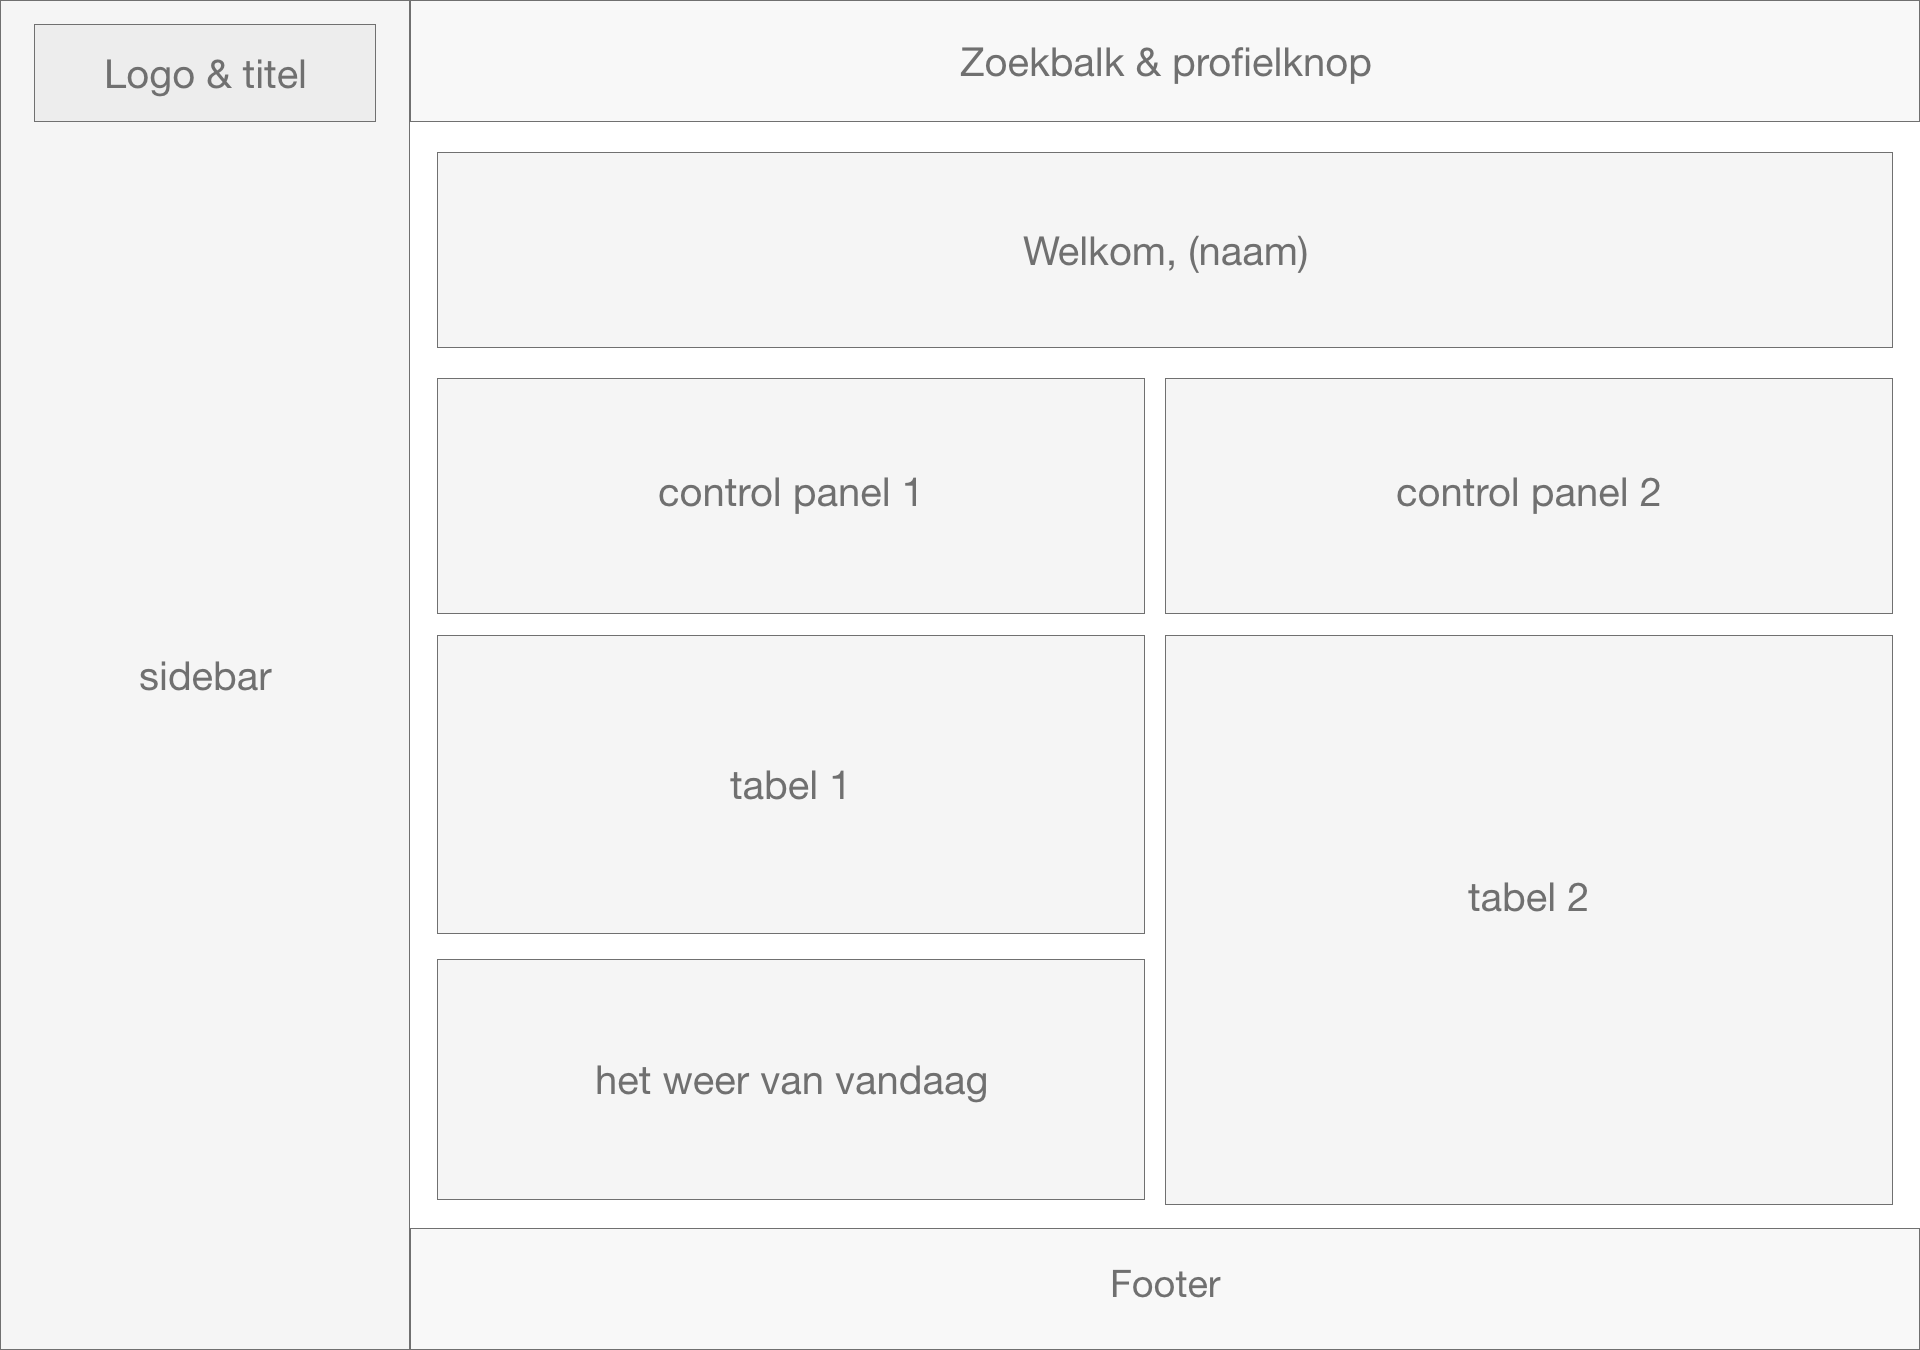 Logo & titel
sidebar
Zoekbalk & profielknop
Welkom, (naam)
control panel 1
control panel 2
tabel 1
tabel 2
het weer van vandaag
Footer